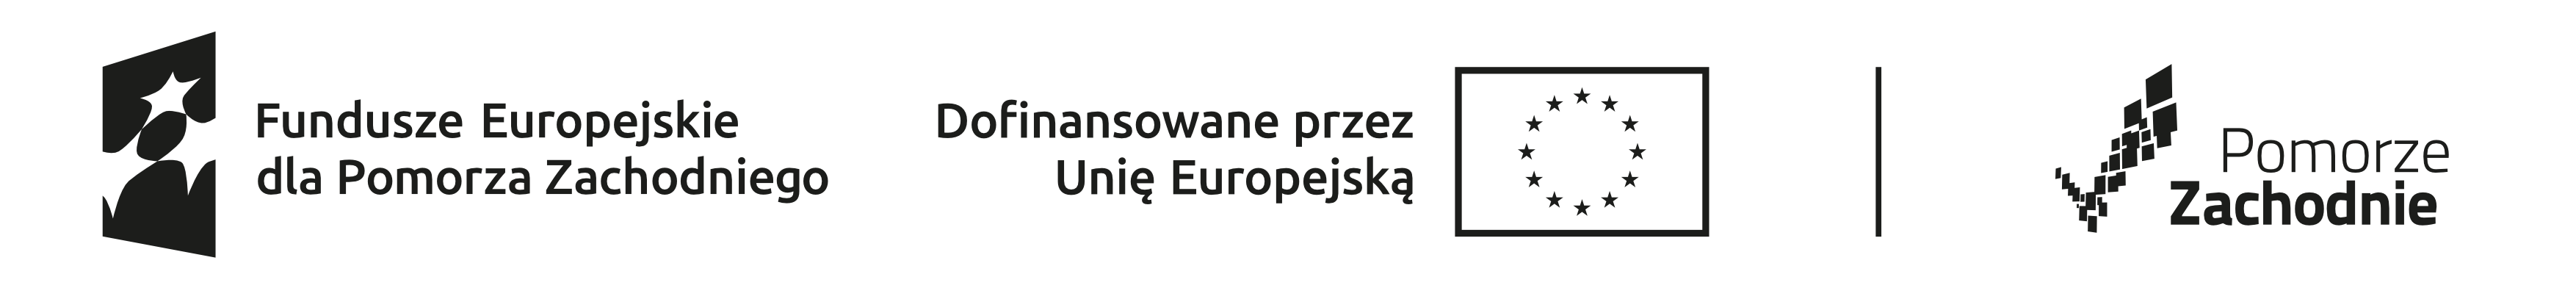 Fundusze Europejskie
dla Pomorza Zachodniego
Dofinansowane przez
Unię Europejską
Pomorze
Zachodnie